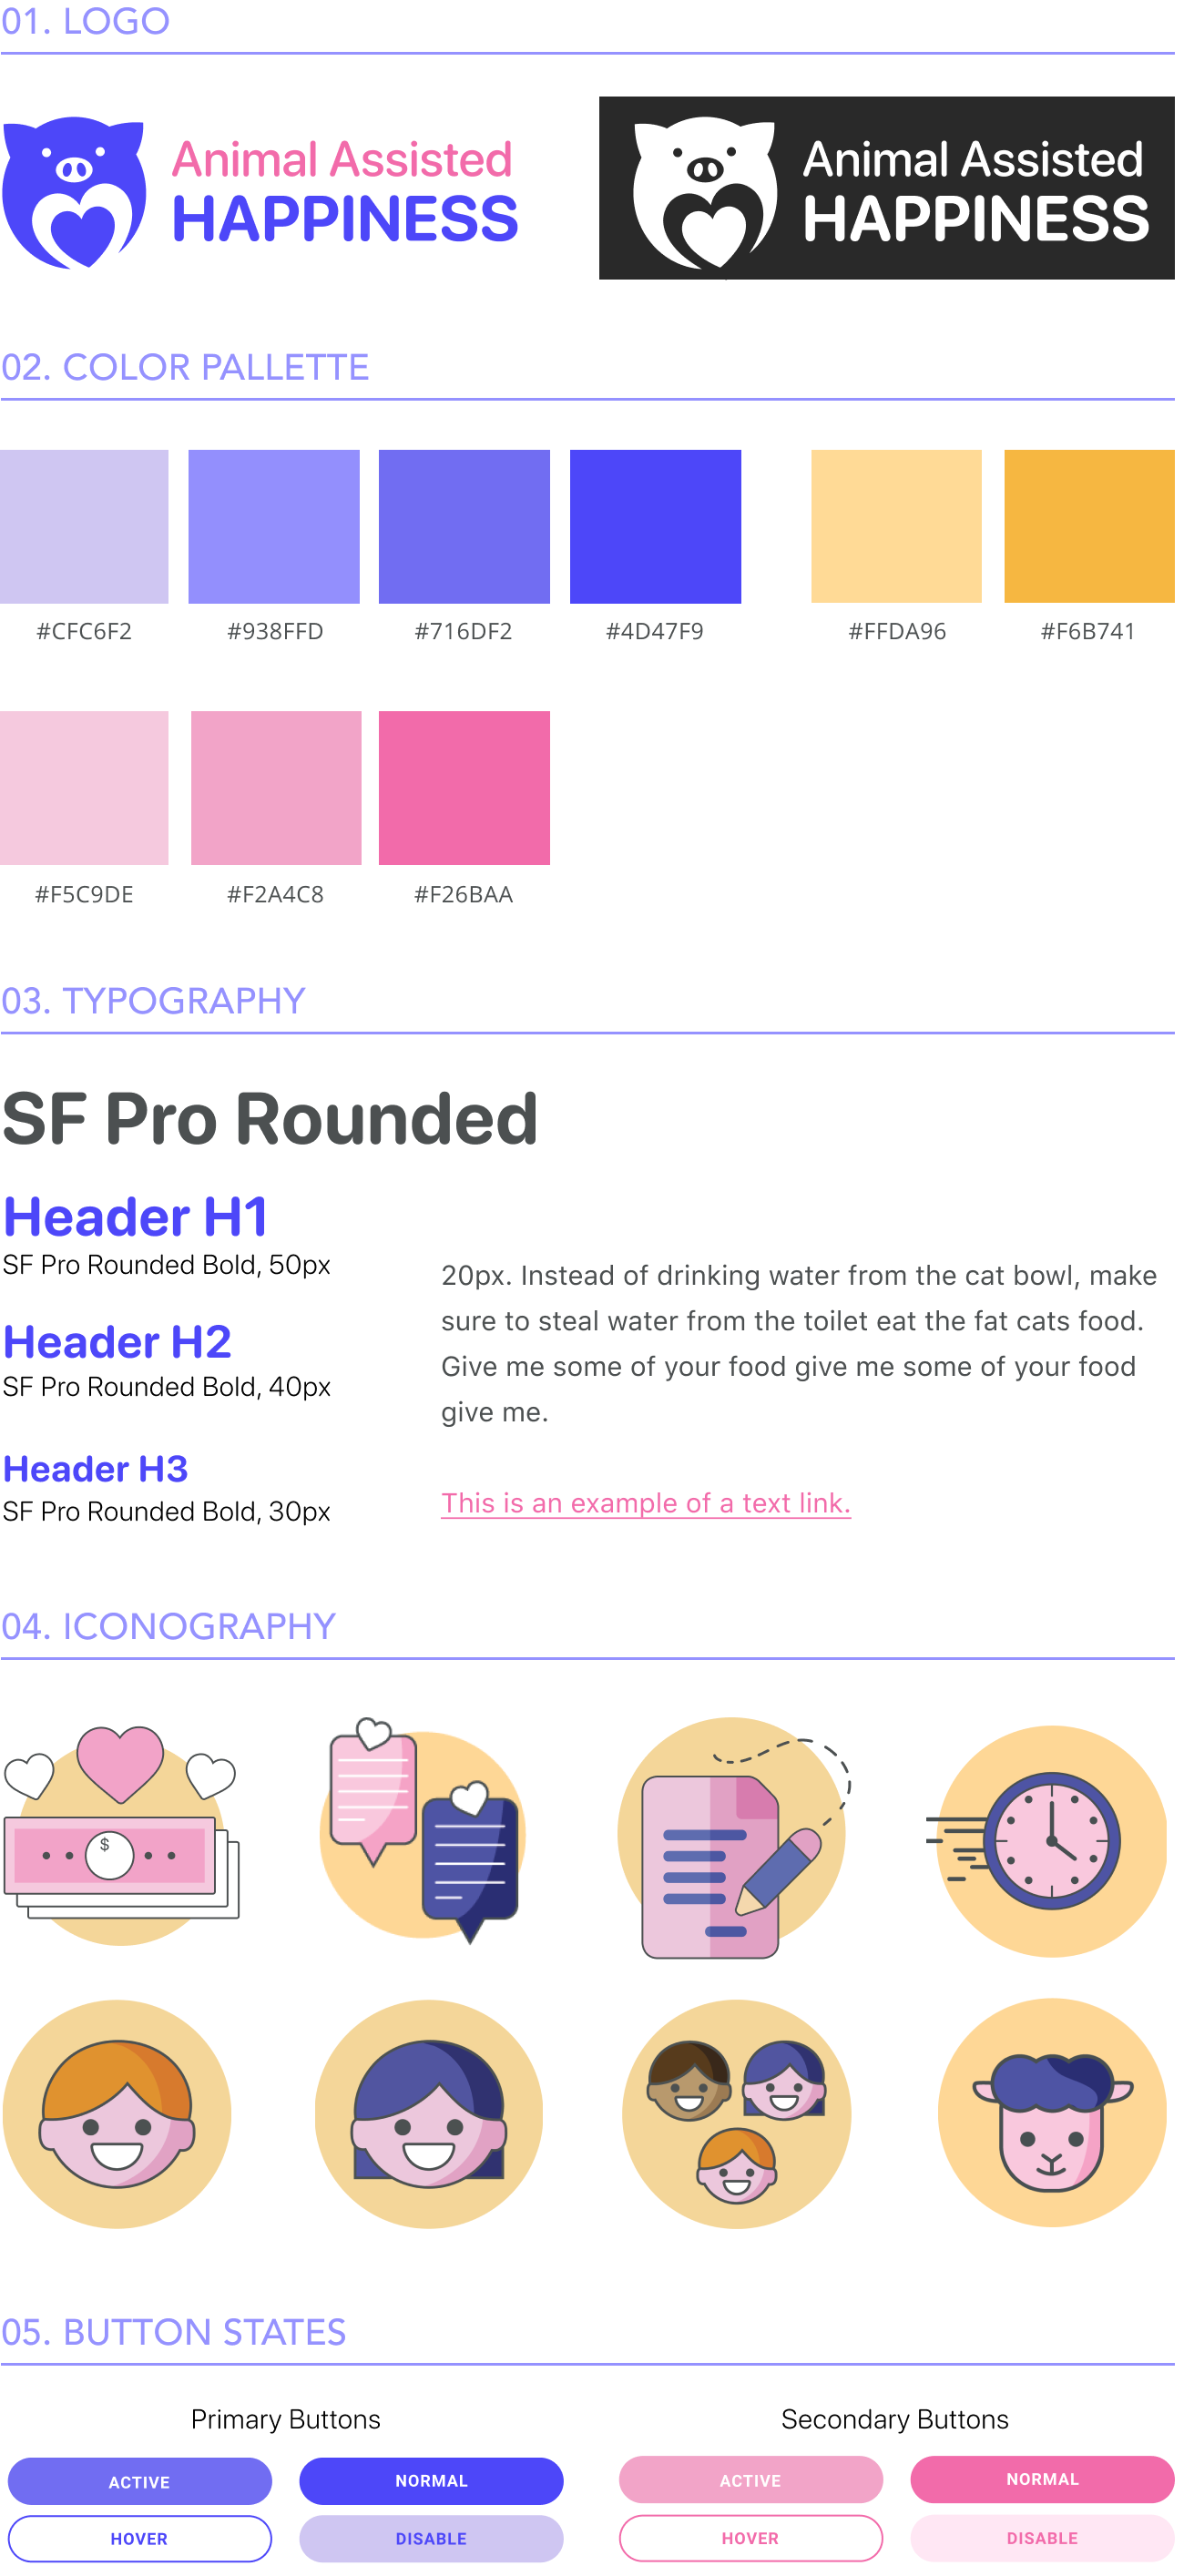 01. LOGO
Animal Assisted
HAPPINESS
Animal Assisted
HAPPINESS
02. COLOR PALLETTE
#CFC6F2
#938FFD
#716DF2
#4D47F9
#FFDA96
#F6B741
#F5C9DE
#F2A4C8
#F26BAA
03. TYPOGRAPHY
SF Pro Rounded
Header H1
SF Pro Rounded Bold, 50px
Header H2
SF Pro Rounded Bold, 40px
Header H3
SF Pro Rounded Bold, 30px
20px. Instead of drinking water from the cat bowl, make
sure to steal water from the toilet eat the fat cats food.
Give me some of your food give me some of your food
give me.
This is an example of a text link.
04. ICONOGRAPHY
$
05. BUTTON STATES
Primary Buttons
ACTIVE
NORMAL
HOVER
DISABLE
Secondary Buttons
ACTIVE
NORMAL
HOVER
DISABLE